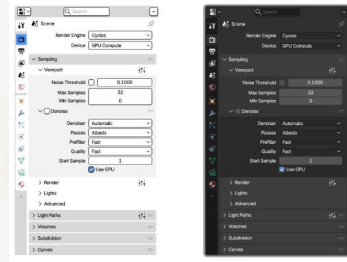 Search
Scene
Render Engine Cycles
Device GPU Compute
Sampling
Viewport
Noise Threshold 0.1000
Max Samples 32
Min Samples 0
Denoise
Denoiser Automatic
Passes Albedo
Prefilter Fast
Quality Fast
Start Sample 1
Use GPU
Render
Lights
Advanced
Light Paths
Volumes
Subdivision
Curves
Search
Scene
Render Engine Cycles
Device GPU Compute
Sampling
Viewport
Noise Threshold 0.1000
Max Samples 32
Min Samples 0
Denoise
Denoiser Automatic
Passes Albedo
Prefilter Fast
Quality Fast
Start Sample 1
Use GPU
Render
Lights
Advanced
Light Paths
Volumes
Subdivision
Curves